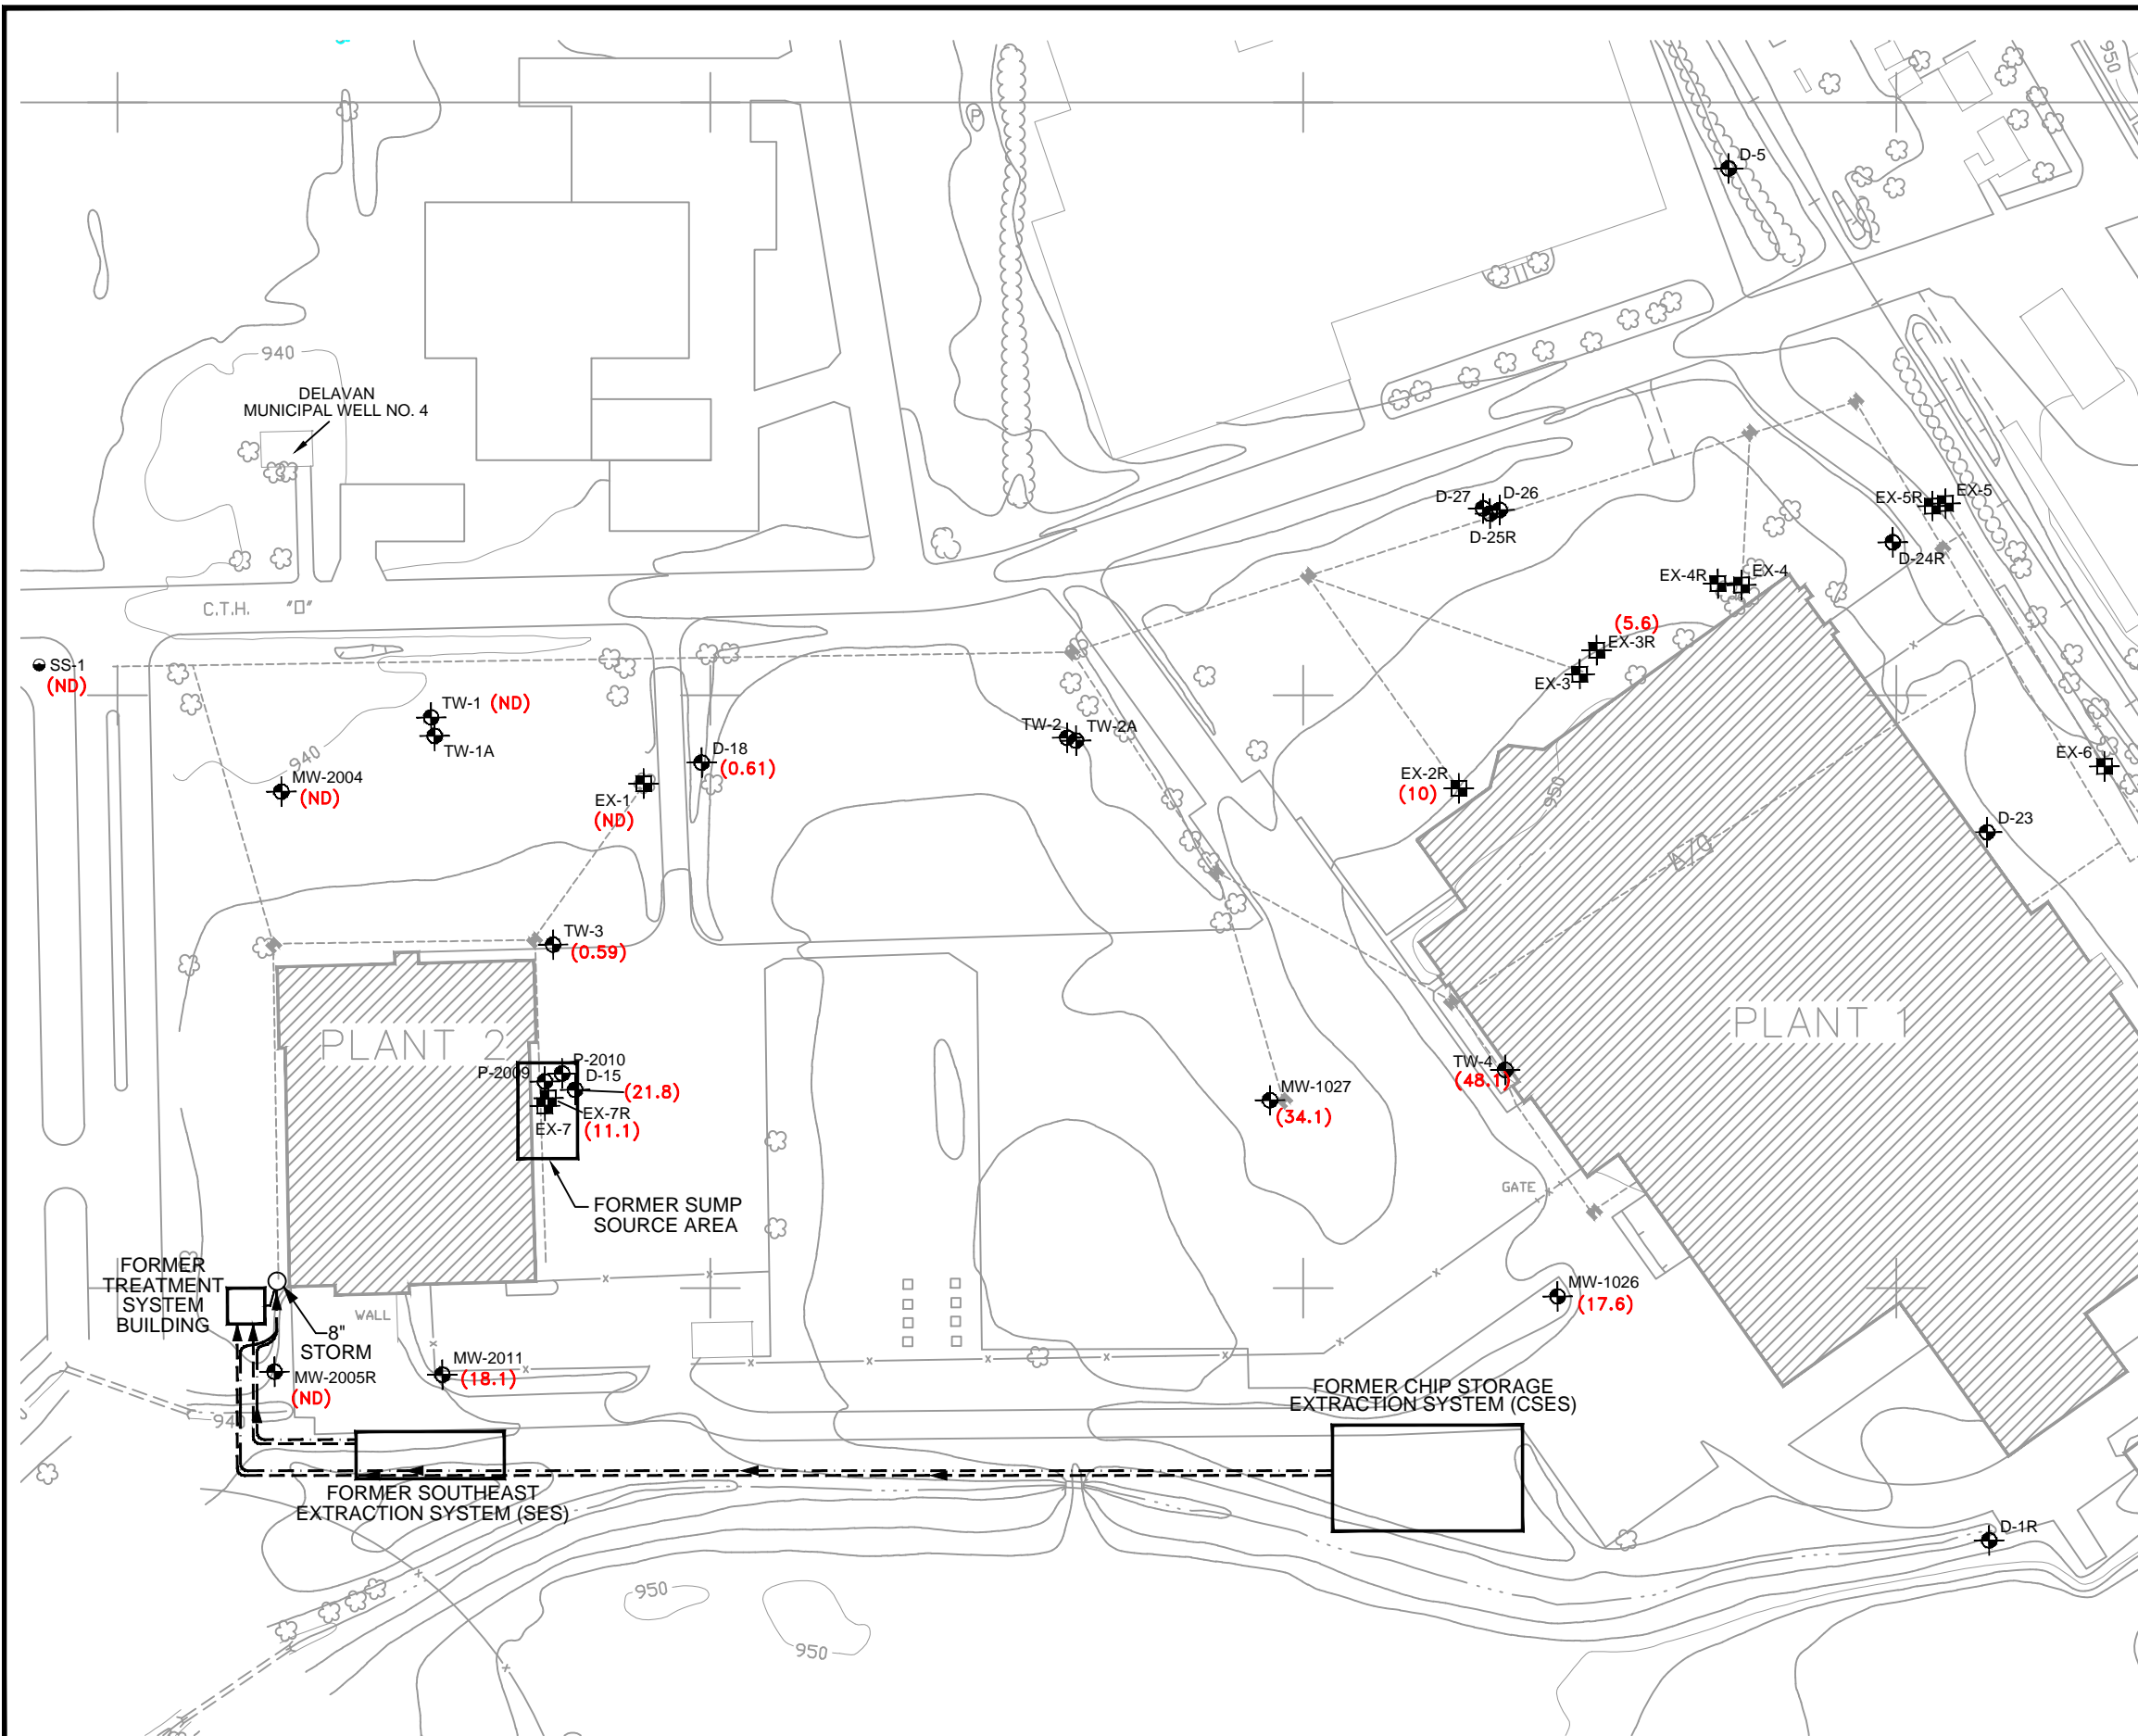 950
P
D-5
940
DELAVAN
MUNICIPAL WELL NO. 4
D-27
D-26
D-25R
EX-5R
EX-5
D-24R
EX-4R
EX-4
C.T.H. "O"
(5.6)
EX-3R
EX-3
SS-1
(ND)
TW-1 (ND)
TW-1A
TW-2
TW-2A
D-18
(0.61)
940
MW-2004
(ND)
EX-1
(ND)
EX-2R
(10)
950
EX-6
D-23
TW-3
(0.59)
PLANT 2
PLANT 1
P-2010
P-2009
D-15
(21.8)
EX-7R
(11.1)
EX-7
TW-4
(48.1)
MW-1027
(34.1)
GATE
FORMER SUMP
SOURCE AREA
FORMER
TREATMENT
SYSTEM
BUILDING
WALL
8"
STORM
MW-1026
(17.6)
MW-2005R
(ND)
MW-2011
(18.1)
940
FORMER CHIP STORAGE
EXTRACTION SYSTEM (CSES)
FORMER SOUTHEAST
EXTRACTION SYSTEM (SES)
D-1R
950
950